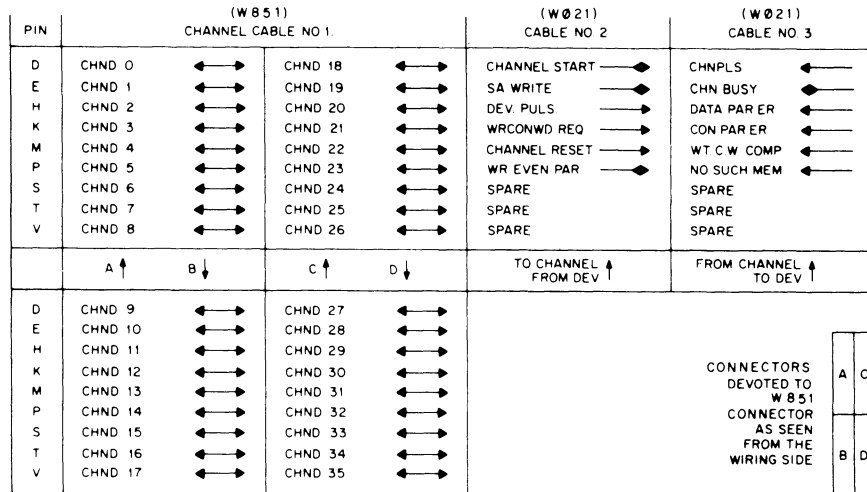 (W851) (WØ21) (WØ21)
PIN CHANNEL CABLE NO 1. CABLE NO. 2 CABLE NO. 3
D CHND 0 CHND 18 CHANNEL START CHNPLS
E CHND 1 CHND 19 SA WRITE CHN BUSY
H CHND 2 CHND 20 DEV. PULS. DATA PAR ER
K CHND 3 CHND 21 WRCONWD REQ CON PAR ER
M CHND 4 CHND 22 CHANNEL RESET WT C.W. COMP
P CHND 5 CHND 23 WR EVEN PAR NO SUCH MEM
S CHND 6 CHND 24 SPARE SPARE
T CHND 7 CHND 25 SPARE SPARE
V CHND 8 CHND 26 SPARE SPARE
A B C D TO CHANNEL FROM CHANNEL
FROM DEV TO DEV
D CHND 9 CHND 27
E CHND 10 CHND 28
H CHND 11 CHND 29
K CHND 12 CHND 30
M CHND 13 CHND 31
P CHND 14 CHND 32
S CHND 15 CHND 33
T CHND 16 CHND 34
V CHND 17 CHND 35
CONNECTORS
DEVOTED TO
W 851
CONNECTOR
AS SEEN
FROM THE
WIRING SIDE
A C
B D